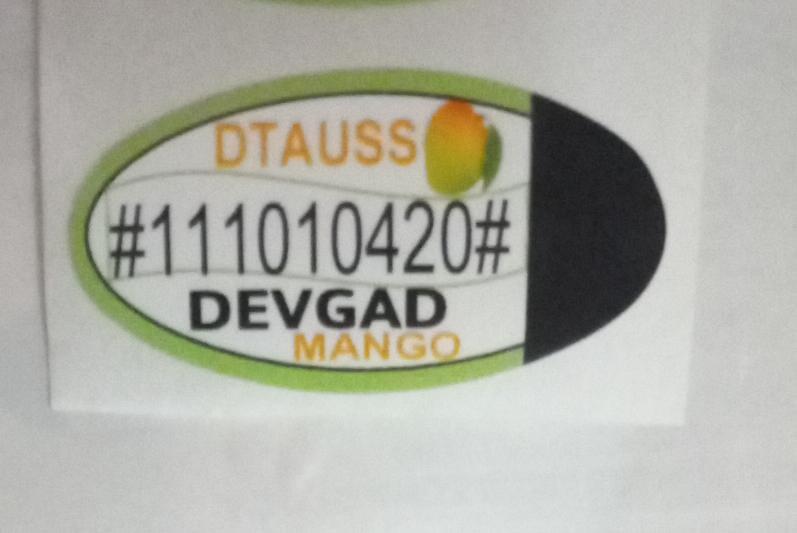 DTAUSS
#111010420#
DEVGAD
MANGO